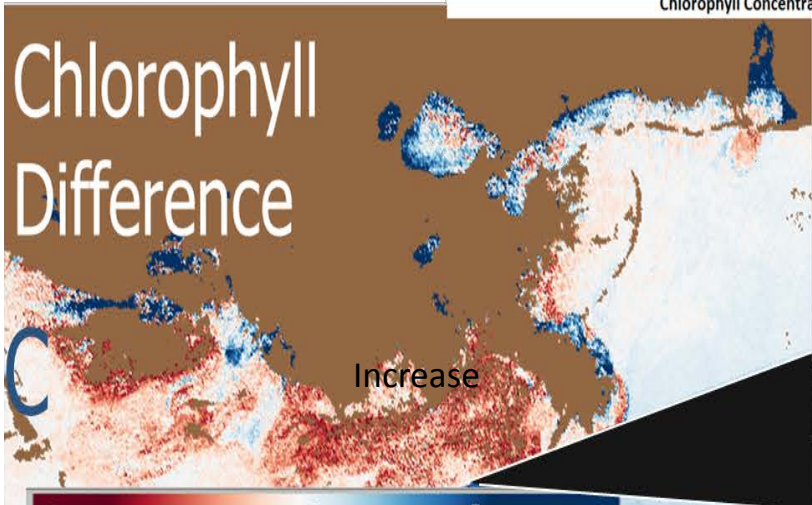 Chlorophyll Concentra
Chlorophyll
Difference
C
Increase